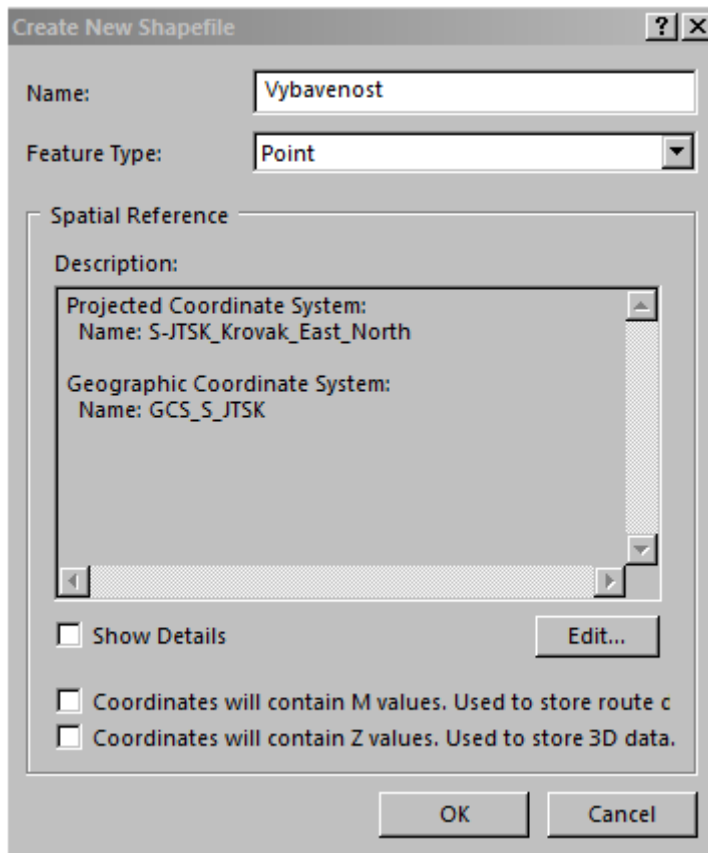 Create New Shapefile
Name: Vybavenost
Feature Type: Point
Spatial Reference
Description:
Projected Coordinate System:
Name: S-JTSK_Krovak_East_North
Geographic Coordinate System:
Name: GCS_S_JTSK
Show Details
Edit...
Coordinates will contain M values. Used to store route
Coordinates will contain Z values. Used to store 3D data.
OK
Cancel